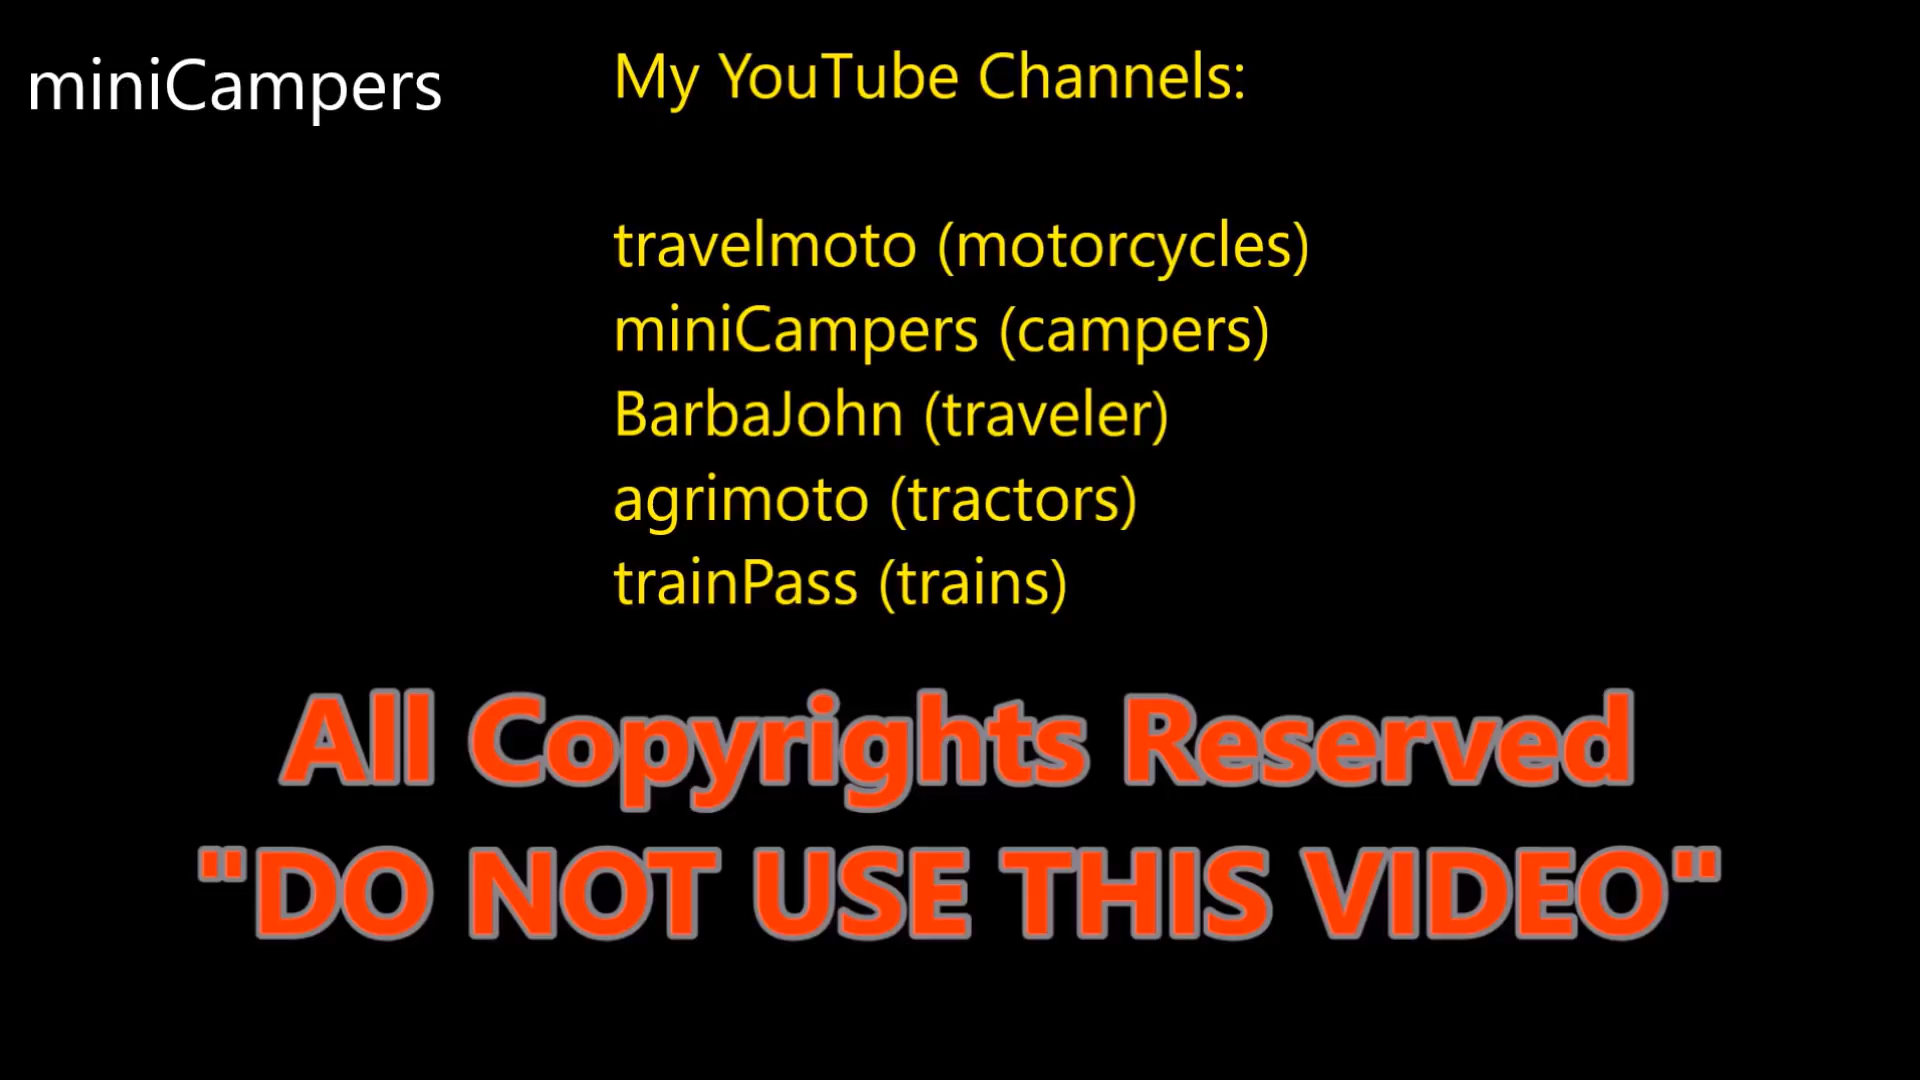 miniCampers
My YouTube Channels:
travelmoto (motorcycles)
miniCampers (campers)
BarbaJohn (traveler)
agrimoto (tractors)
trainPass (trains)
All Copyrights Reserved
"DO NOT USE THIS VIDEO"